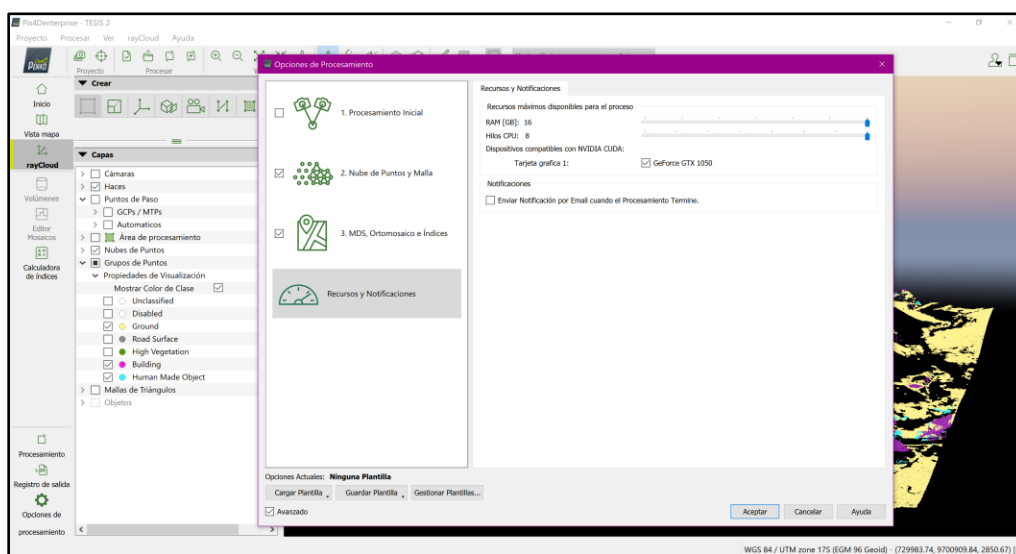 Pix4Denterprise - TESIS 2
Proyecto Procesar Ver rayCloud Ayuda
PIX4D
Proyecto
Procesar
Inicio
Vista mapa
rayCloud
Volúmenes
Editor
Mosaicos
Calculadora
de índices
Procesamiento
Registro de salida
Opciones de
procesamiento
Crear
Capas
Cámaras
Haces
Puntos de Paso
GCPs / MTPs
Automaticos
Área de procesamiento
Nubes de Puntos
Grupos de Puntos
Propiedades de Visualización
Mostrar Color de Clase
Unclassified
Disabled
Ground
Road Surface
High Vegetation
Building
Human Made Object
Mallas de Triángulos
Objetos
Opciones de Procesamiento
1. Procesamiento Inicial
2. Nube de Puntos y Malla
3. MDS, Ortomosaico e Índices
Recursos y Notificaciones
Recursos y Notificaciones
Recursos máximos disponibles para el proceso
RAM [GB]: 16
Hilos CPU: 8
Dispositivos compatibles con NVIDIA CUDA:
Tarjeta grafica 1: GeForce GTX 1050
Notificaciones
Enviar Notificación por Email cuando el Procesamiento Termine.
Opciones Actuales: Ninguna Plantilla
Cargar Plantilla Guardar Plantilla Gestionar Plantillas...
Avanzado
Aceptar Cancelar Ayuda
WGS 84 / UTM zone 17S (EGM 96 Geoid) - (729983.74, 9700909.84, 2850.67) [